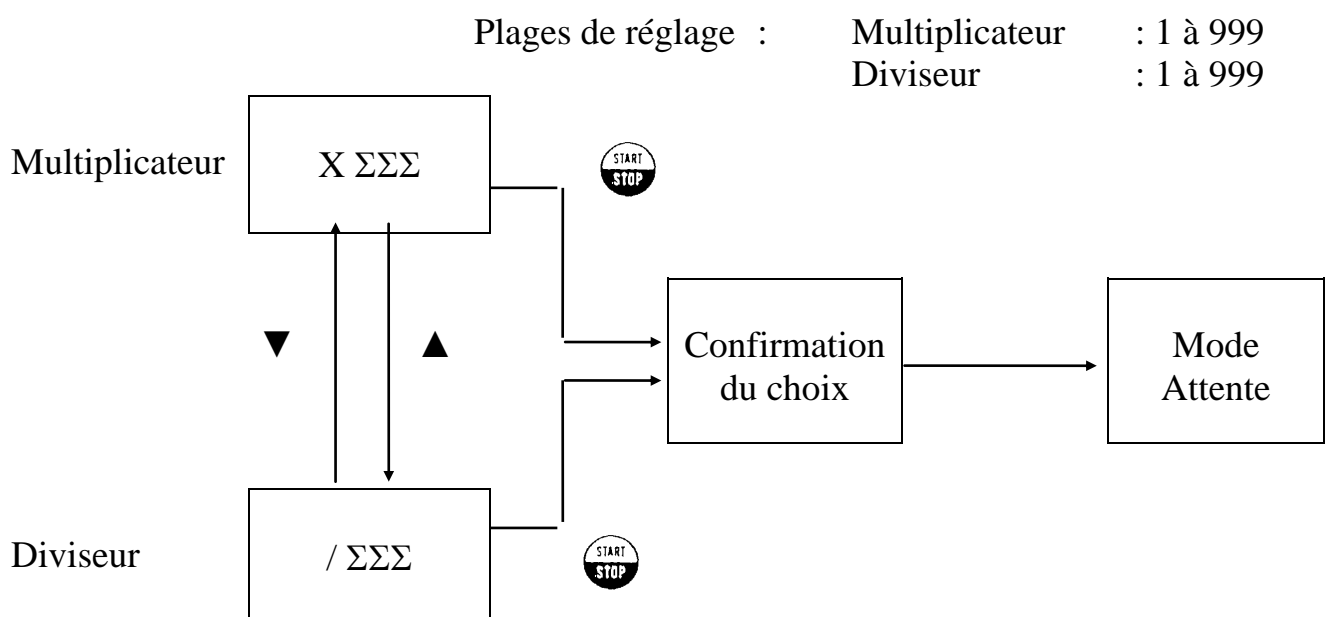 Plages de réglage : Multiplicateur : 1 à 999
Diviseur : 1 à 999
Multiplicateur
X ΣΣΣ
START
STOP
▼
▲
Confirmation
du choix
Mode
Attente
Diviseur
/ ΣΣΣ
START
STOP